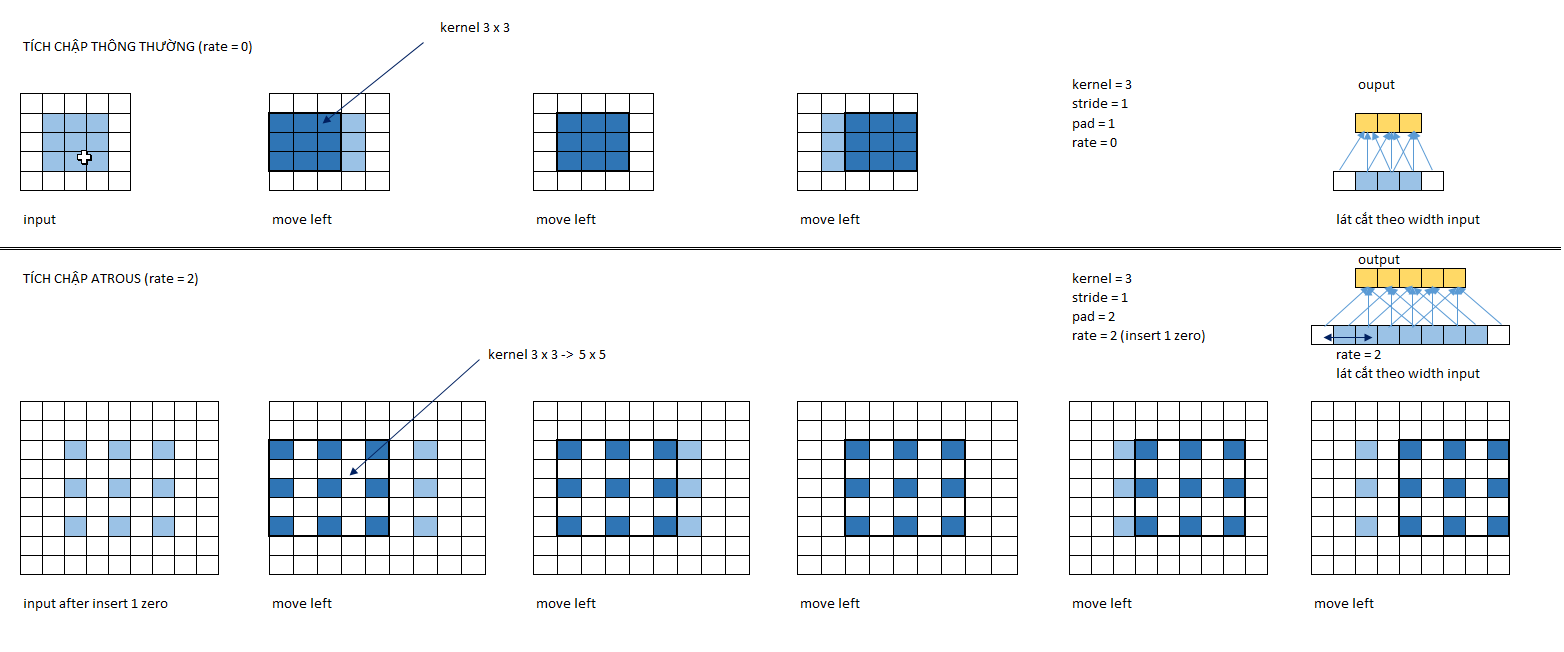 kernel 3 x 3
TÍCH CHẬP THÔNG THƯỜNG (rate = 0)
kernel = 3
stride = 1
pad = 1
rate = 0
ouput
input
move left
move left
move left
lát cắt theo width input
TÍCH CHẬP ATROUS (rate = 2)
kernel = 3
stride = 1
pad = 2
rate = 2 (insert 1 zero)
output
rate = 2
lát cắt theo width input
kernel 3 x 3 -> 5 x 5
input after insert 1 zero
move left
move left
move left
move left
move left